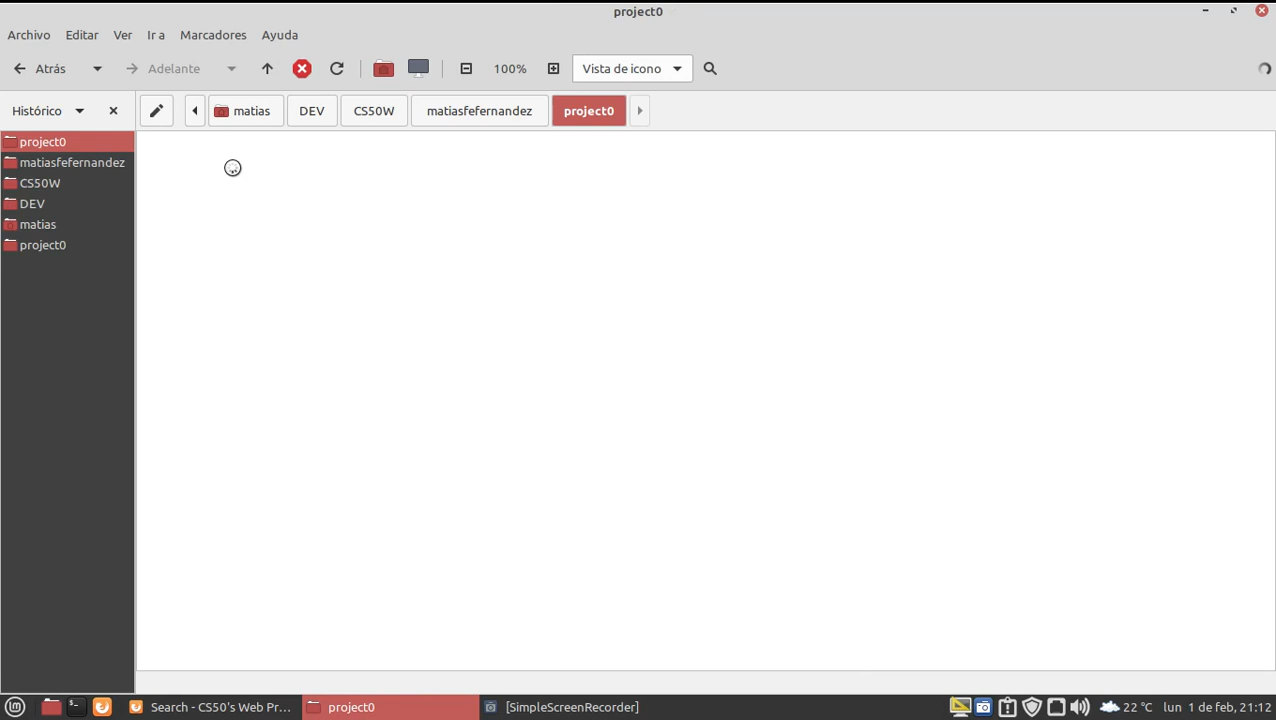 project0
Archivo Editar Ver Ir a Marcadores Ayuda
Atrás Adelante 100% Vista de icono
Histórico matias DEV CS50W matiasfefernandez project0
project0
matiasfefernandez
CS50W
DEV
matias
project0
Search - CS50's Web Pr... project0 [SimpleScreenRecorder] 22 °C lun 1 de feb, 21:12